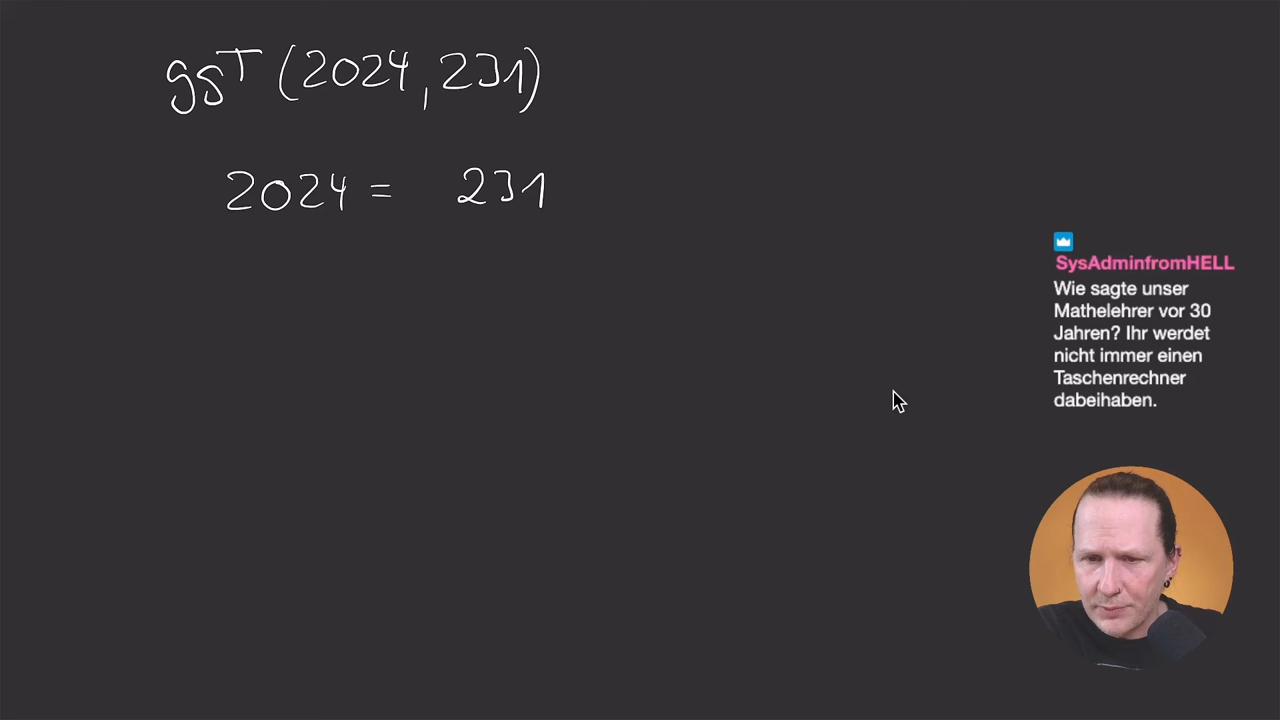 ggT (2024, 231)
2024 = 231
SysAdminfromHELL
Wie sagte unser
Mathelehrer vor 30
Jahren? Ihr werdet
nicht immer einen
Taschenrechner
dabeihaben.